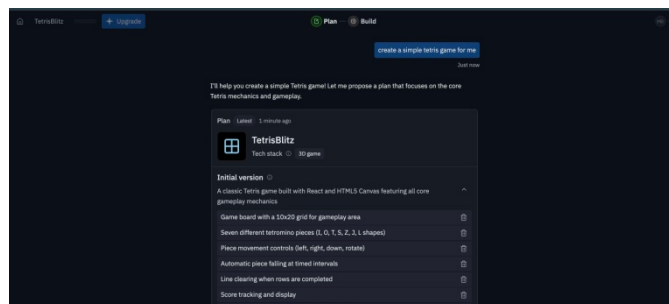 TetrisBlitz
+ Upgrade
Plan
Build
create a simple tetris game for me
Just now
I'll help you create a simple Tetris game! Let me propose a plan that focuses on the core
Tetris mechanics and gameplay.
Plan Latest 1 minute ago
TetrisBlitz
Tech stack 3D game
Initial version
A classic Tetris game built with React and HTML5 Canvas featuring all core
gameplay mechanics
Game board with a 10x20 grid for gameplay area
Seven different tetromino pieces (I, O, T, S, Z, J, L shapes)
Piece movement controls (left, right, down, rotate)
Automatic piece falling at timed intervals
Line clearing when rows are completed
Score tracking and display